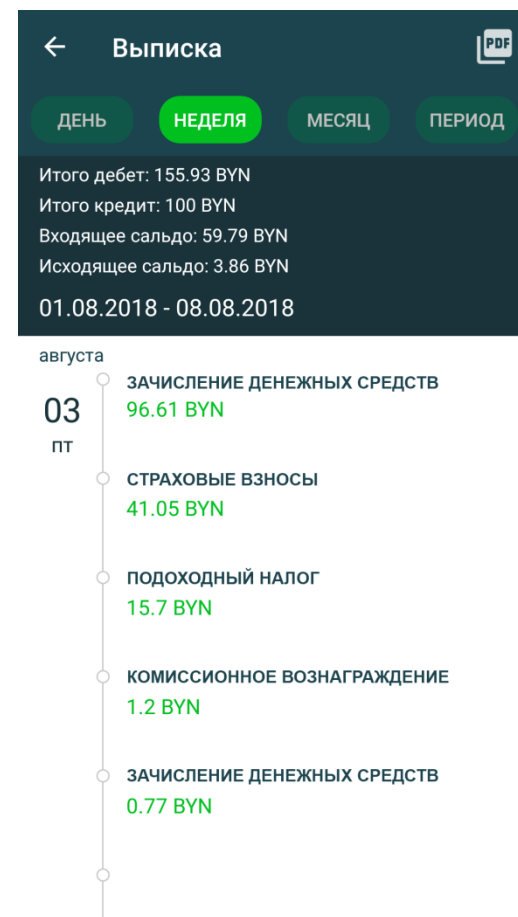 Выписка
PDF
ДЕНЬ НЕДЕЛЯ МЕСЯЦ ПЕРИОД
Итого дебет: 155.93 BYN
Итого кредит: 100 BYN
Входящее сальдо: 59.79 BYN
Исходящее сальдо: 3.86 BYN
01.08.2018 - 08.08.2018
августа
03
пт
ЗАЧИСЛЕНИЕ ДЕНЕЖНЫХ СРЕДСТВ
96.61 BYN
СТРАХОВЫЕ ВЗНОСЫ
41.05 BYN
ПОДОХОДНЫЙ НАЛОГ
15.7 BYN
КОМИССИОННОЕ ВОЗНАГРАЖДЕНИЕ
1.2 BYN
ЗАЧИСЛЕНИЕ ДЕНЕЖНЫХ СРЕДСТВ
0.77 BYN